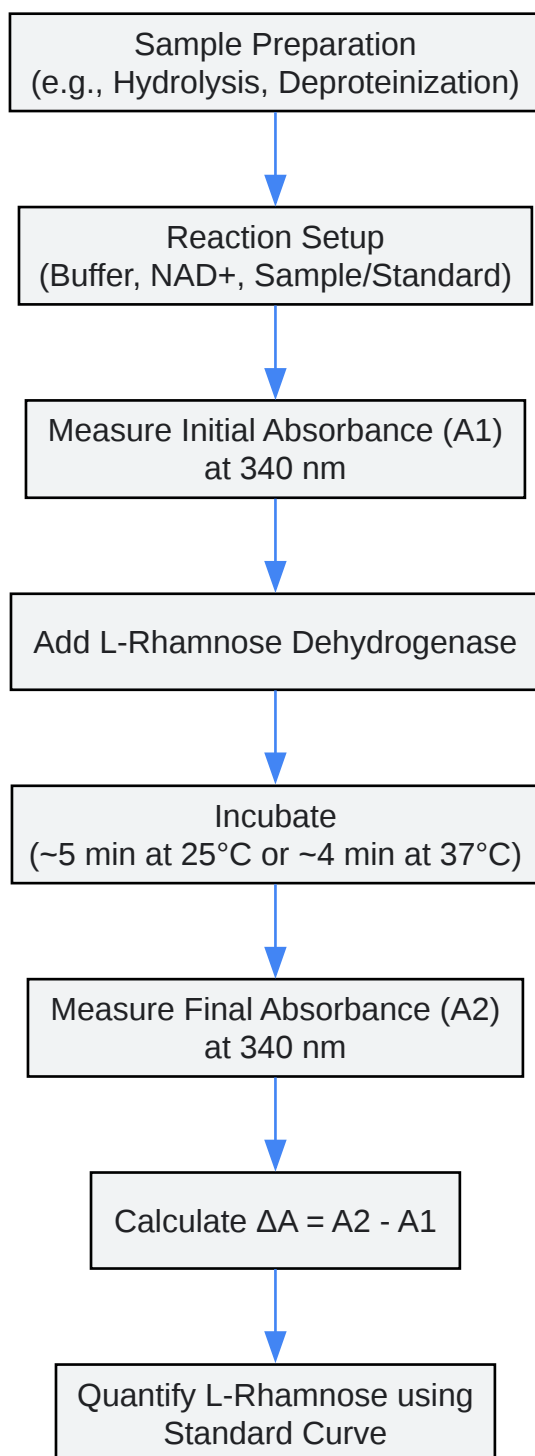 Sample Preparation
(e.g., Hydrolysis, Deproteinization)
Reaction Setup
(Buffer, NAD+, Sample/Standard)
Measure Initial Absorbance (A1)
at 340 nm
Add L-Rhamnose Dehydrogenase
Incubate
(~5 min at 25°C or ~4 min at 37°C)
Measure Final Absorbance (A2)
at 340 nm
Calculate ΔA = A2 - A1
Quantify L-Rhamnose using
Standard Curve